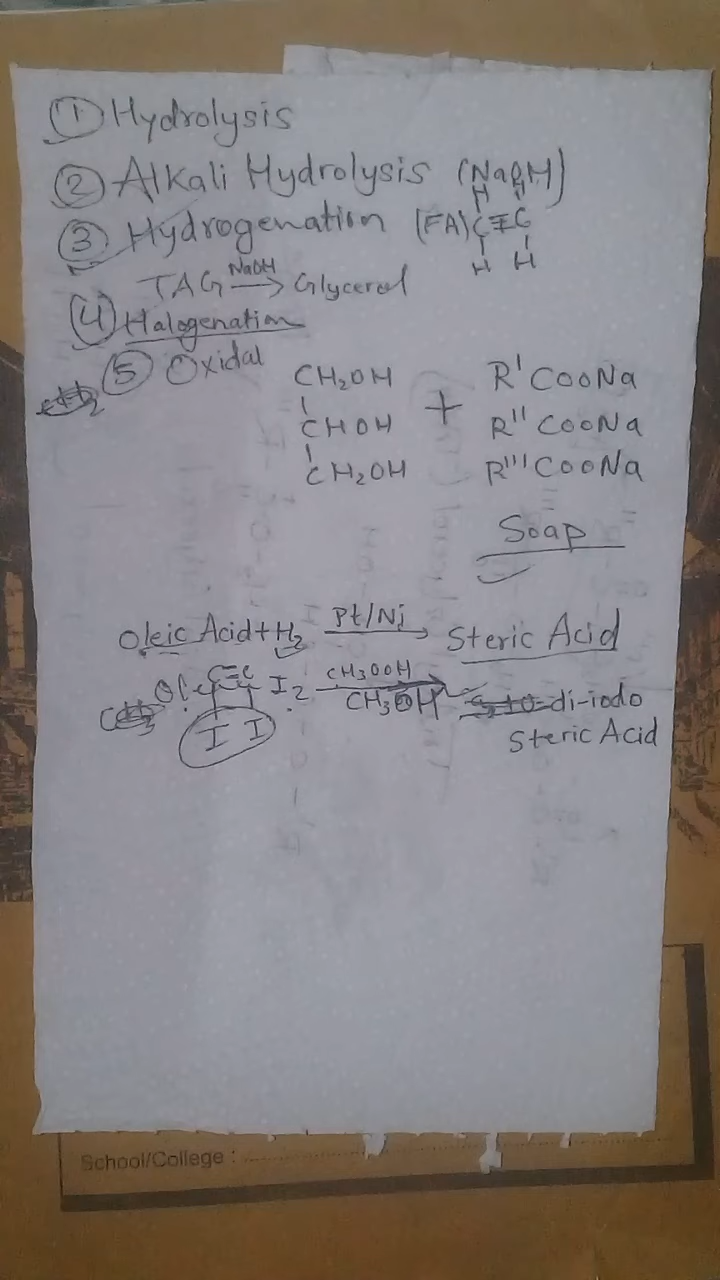 ① Hydrolysis
② Alkali Hydrolysis (NaOH)
③ Hydrogenation (FA) C=C
H H
H H
TAG NaOH→ Glycerol
④ Halogenation
⑤ Oxidal
CH₂OH + R'COONa
CHOH R''COONa
CH₂OH R'''COONa
Soap
Oleic Acid+H₂ Pt/Ni→ Steric Acid
Ole C=C I₂ CH₃OOH→ di-iodo
CH₃OH
I I Steric Acid
School/College :